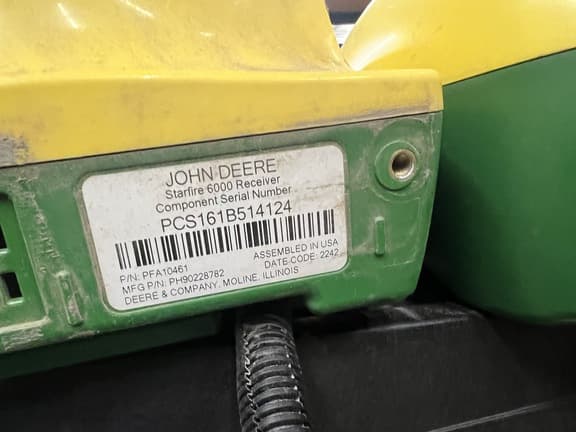 JOHN DEERE
Starfire 6000 Receiver
Component Serial Number
PCS161B514124
P/N: PFA10461 ASSEMBLED IN USA
MFG P/N: PH90228782 DATE-CODE: 2242
DEERE & COMPANY, MOLINE, ILLINOIS